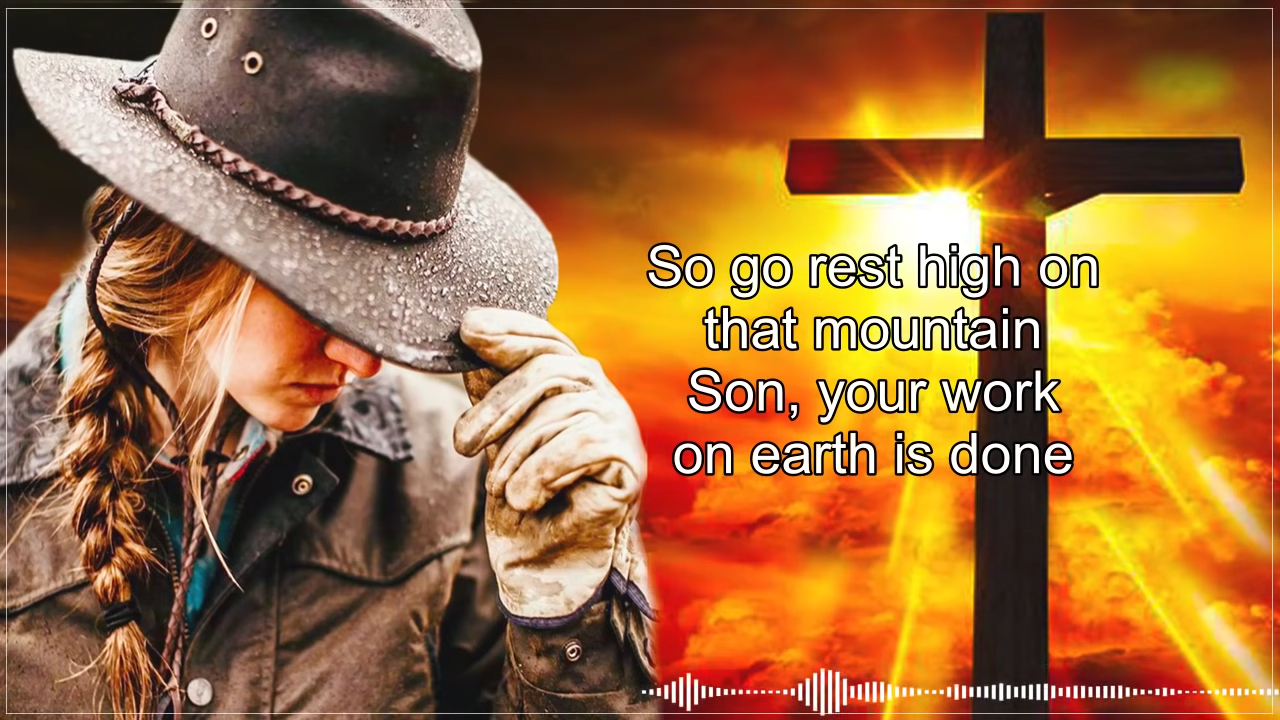 So go rest high on
that mountain
Son, your work
on earth is done